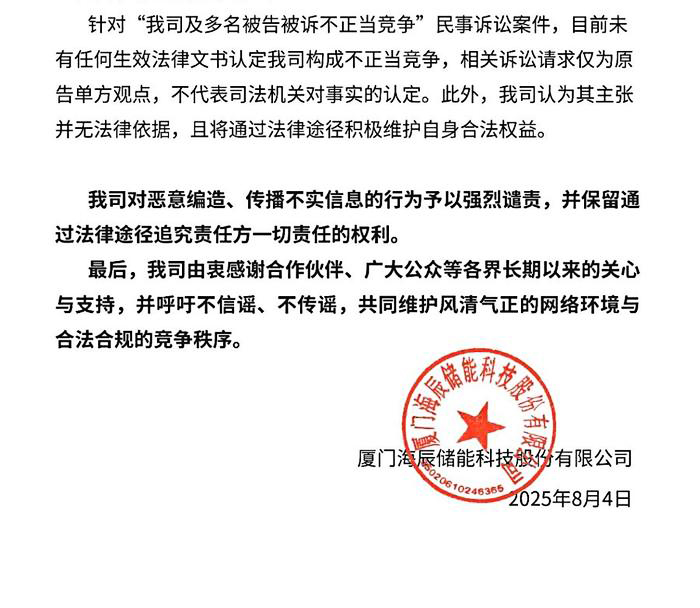 针对“我司及多名被告被诉不正当竞争”民事诉讼案件，目前未
有任何生效法律文书认定我司构成不正当竞争，相关诉讼请求仅为原
告单方观点，不代表司法机关对事实的认定。此外，我司认为其主张
并无法律依据，且将通过法律途径积极维护自身合法权益。
我司对恶意编造、传播不实信息的行为予以强烈谴责，并保留通
过法律途径追究责任方一切责任的权利。
最后，我司由衷感谢合作伙伴、广大公众等各界长期以来的关心
与支持，并呼吁不信谣、不传谣，共同维护风清气正的网络环境与
合法合规的竞争秩序。
厦门海辰储能科技股份有限公司
厦门海辰储能科技股份有限公司
2025年8月4日